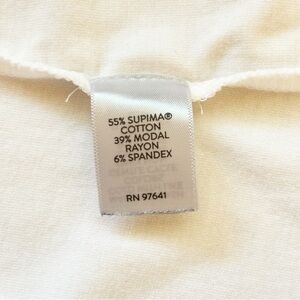 55% SUPIMA®
COTTON
39% MODAL
RAYON
6% SPANDEX
RN 97641